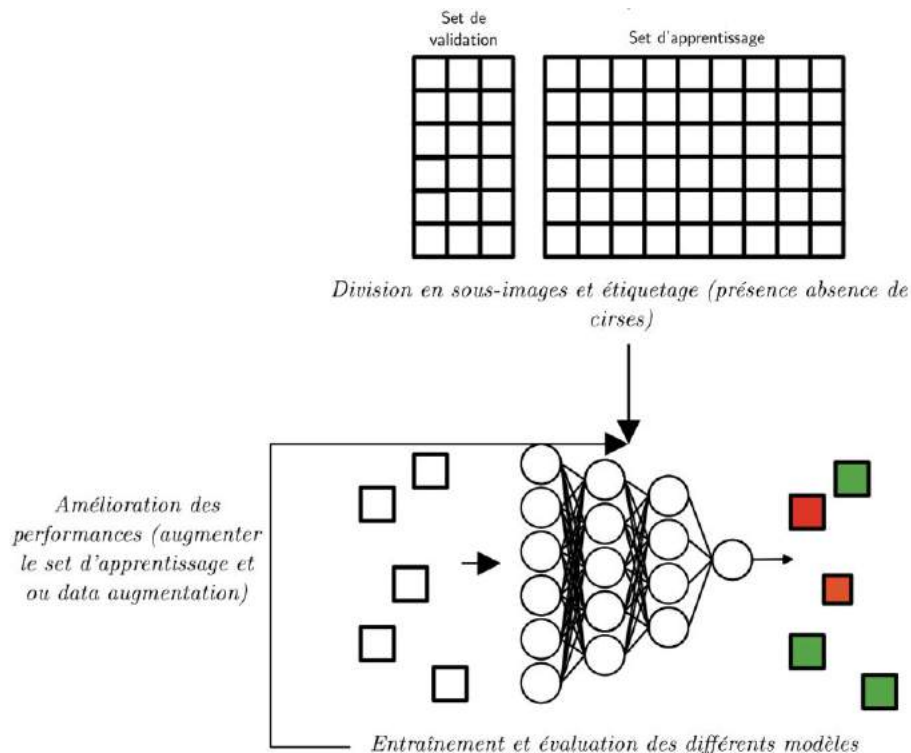 Set de
validation
Set d'apprentissage
Division en sous-images et étiquetage (présence absence de
cirses)
Amélioration des
performances (augmenter
le set d'apprentissage et
ou data augmentation)
Entraînement et évaluation des différents modèles